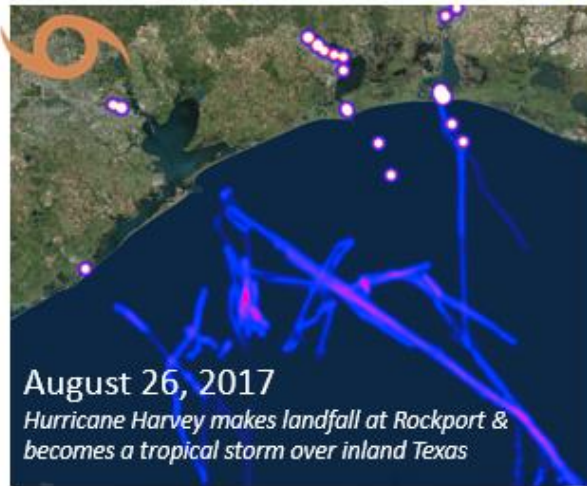 August 26, 2017
Hurricane Harvey makes landfall at Rockport &
becomes a tropical storm over inland Texas